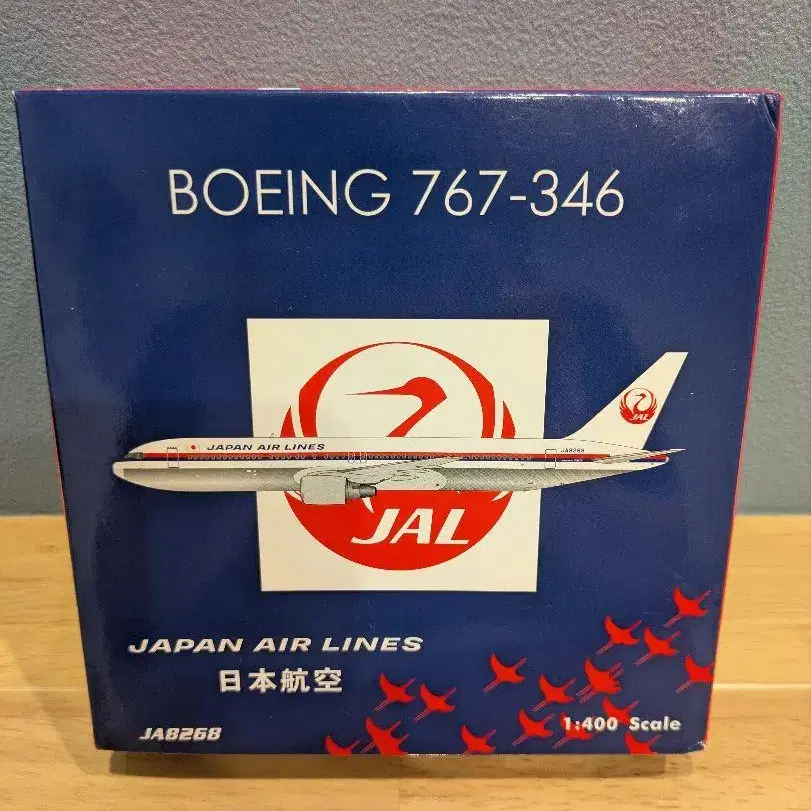 BOEING 767-346
JAPAN AIR LINES
JA8268
JAL
JAL
JAPAN AIR LINES
日本航空
JA8268
1:400 Scale